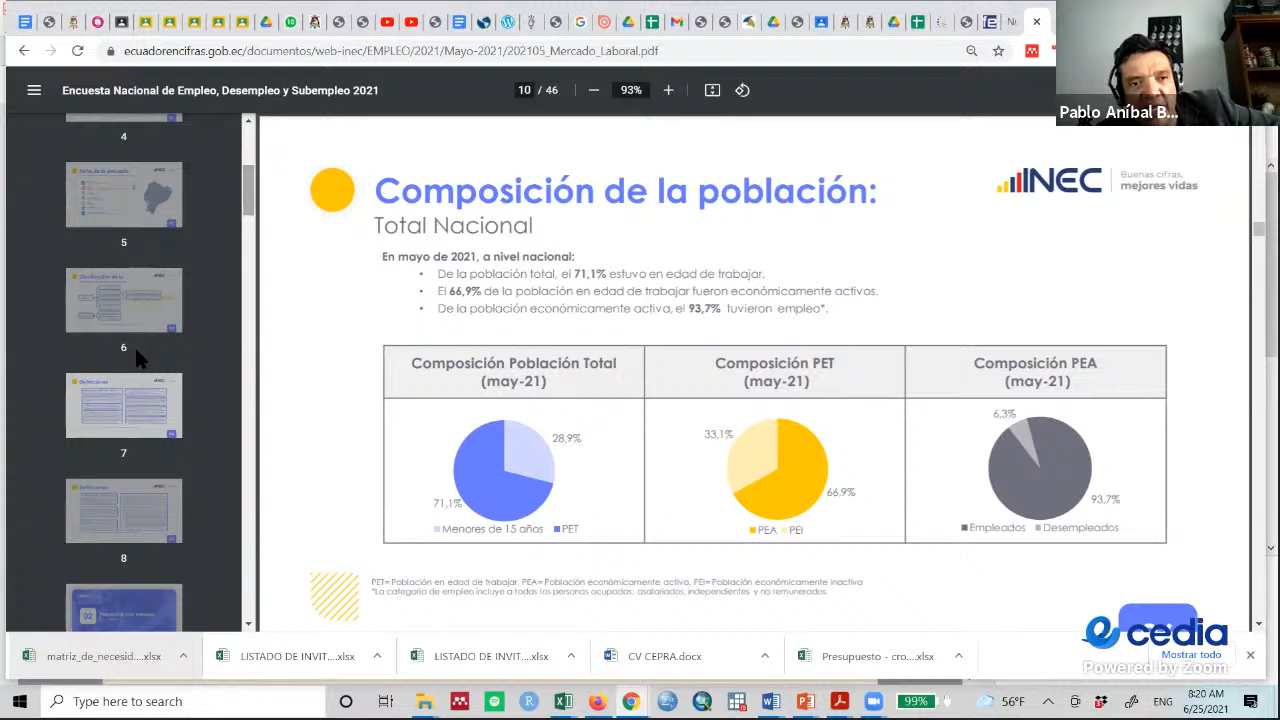 ecuadorencifras.gob.ec/documentos/web-inec/EMPLEO/2021/Mayo-2021/202105_Mercado_Laboral.pdf
Pablo Aníbal B...
Encuesta Nacional de Empleo, Desempleo y Subempleo 2021
10 / 46
93%
4
5
6
7
8
Definiciones
02
Composición de la población:
Total Nacional
INEC
Buenas cifras,
mejores vidas
En mayo de 2021, a nivel nacional:
• De la población total, el 71,1% estuvo en edad de trabajar.
• El 66,9% de la población en edad de trabajar fueron económicamente activos.
• De la población económicamente activa, el 93,7% tuvieron empleo*.
Composición Población Total
(may-21)
Composición PET
(may-21)
Composición PEA
(may-21)
28,9%
71,1%
Menores de 15 años
PET
33,1%
66,9%
PEA
PEI
6,3%
93,7%
Empleados
Desempleados
PET= Población en edad de trabajar, PEA= Población económicamente activa, PEI= Población económicamente inactiva
*La categoría de empleo incluye a todas las personas ocupadas: asalariados, independientes y no remunerados.
cedia
Powered by Zoom
matriz_de_necesid....xlsx
LISTADO DE INVIT....xlsx
LISTADO DE INVIT....xlsx
CV CEPRA.docx
Presupuesto - cro....xlsx
Mostrar todo
Type here to search
99%
56°F
ENG
8:20 AM
6/25/2021